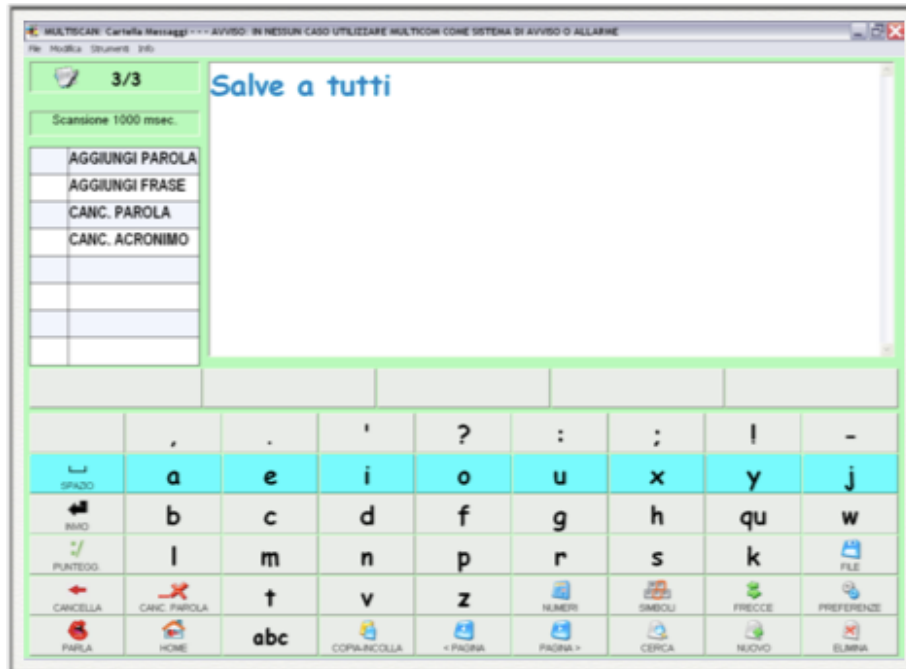 MULTISCAN: Cartella Messaggi - - - AVVISO: IN NESSUN CASO UTILIZZARE MULTICOM COME SISTEMA DI AVVISO O ALLARME
File Modifica Strumenti Info
3/3
Salve a tutti
Scansione 1000 msec.
AGGIUNGI PAROLA
AGGIUNGI FRASE
CANC. PAROLA
CANC. ACRONIMO
, . ' ? : ; ! -
SPAZIO a e i o u x y j
INVIO b c d f g h qu w
:/ PUNTEGG. l m n p r s k FILE
CANCELLA CANC. PAROLA t v z NUMERI SIMBOLI FRECCE PREFERENZE
PARLA HOME abc COPIA-INCOLLA < PAGINA PAGINA > CERCA NUOVO ELIMINA